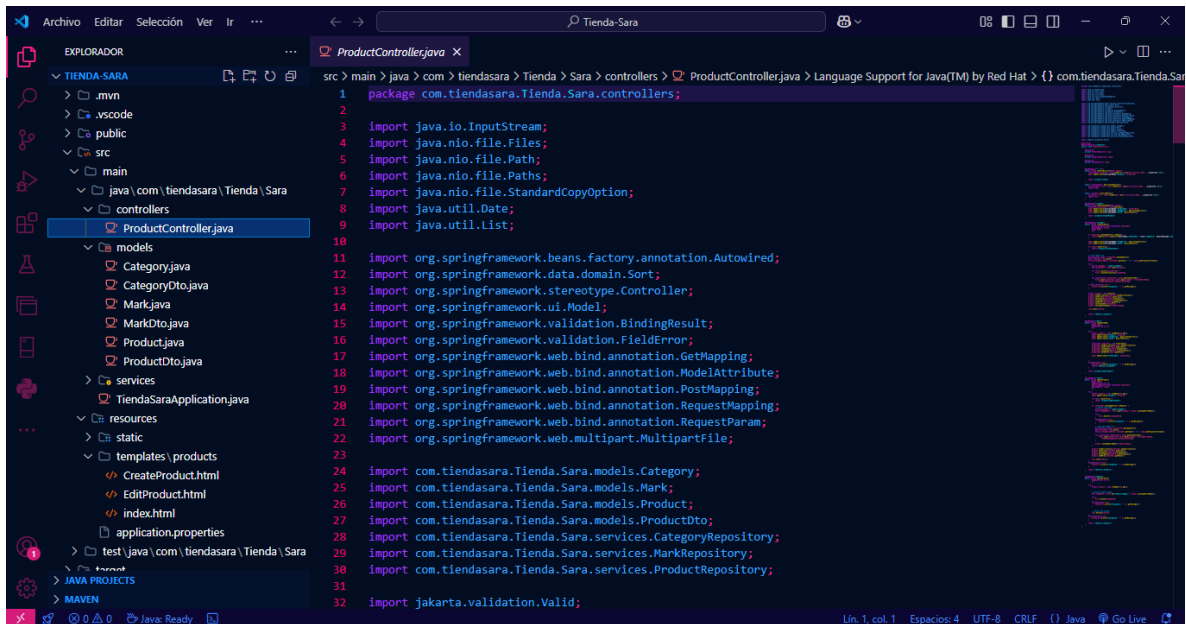 Archivo Editar Selección Ver Ir ··· Tienda-Sara
EXPLORADOR ···
TIENDA-SARA
.mvn
.vscode
public
src
main
java\com\tiendasara\Tienda\Sara
controllers
ProductController.java
models
Category.java
CategoryDto.java
Mark.java
MarkDto.java
Product.java
ProductDto.java
services
TiendaSaraApplication.java
resources
static
templates\products
CreateProduct.html
EditProduct.html
index.html
application.properties
test\java\com\tiendasara\Tienda\Sara
target
JAVA PROJECTS
MAVEN
ProductController.java
src > main > java > com > tiendasara > Tienda > Sara > controllers > ProductController.java > Language Support for Java(TM) by Red Hat > {} com.tiendasara.Tienda.Sar
1 package com.tiendasara.Tienda.Sara.controllers;
2
3 import java.io.InputStream;
4 import java.nio.file.Files;
5 import java.nio.file.Path;
6 import java.nio.file.Paths;
7 import java.nio.file.StandardCopyOption;
8 import java.util.Date;
9 import java.util.List;
10
11 import org.springframework.beans.factory.annotation.Autowired;
12 import org.springframework.data.domain.Sort;
13 import org.springframework.stereotype.Controller;
14 import org.springframework.ui.Model;
15 import org.springframework.validation.BindingResult;
16 import org.springframework.validation.FieldError;
17 import org.springframework.web.bind.annotation.GetMapping;
18 import org.springframework.web.bind.annotation.ModelAttribute;
19 import org.springframework.web.bind.annotation.PostMapping;
20 import org.springframework.web.bind.annotation.RequestMapping;
21 import org.springframework.web.bind.annotation.RequestParam;
22 import org.springframework.web.multipart.MultipartFile;
23
24 import com.tiendasara.Tienda.Sara.models.Category;
25 import com.tiendasara.Tienda.Sara.models.Mark;
26 import com.tiendasara.Tienda.Sara.models.Product;
27 import com.tiendasara.Tienda.Sara.models.ProductDto;
28 import com.tiendasara.Tienda.Sara.services.CategoryRepository;
29 import com.tiendasara.Tienda.Sara.services.MarkRepository;
30 import com.tiendasara.Tienda.Sara.services.ProductRepository;
31
32 import jakarta.validation.Valid;
1
0 0 Java: Ready Lín. 1, col. 1 Espacios: 4 UTF-8 CRLF {} Java Go Live